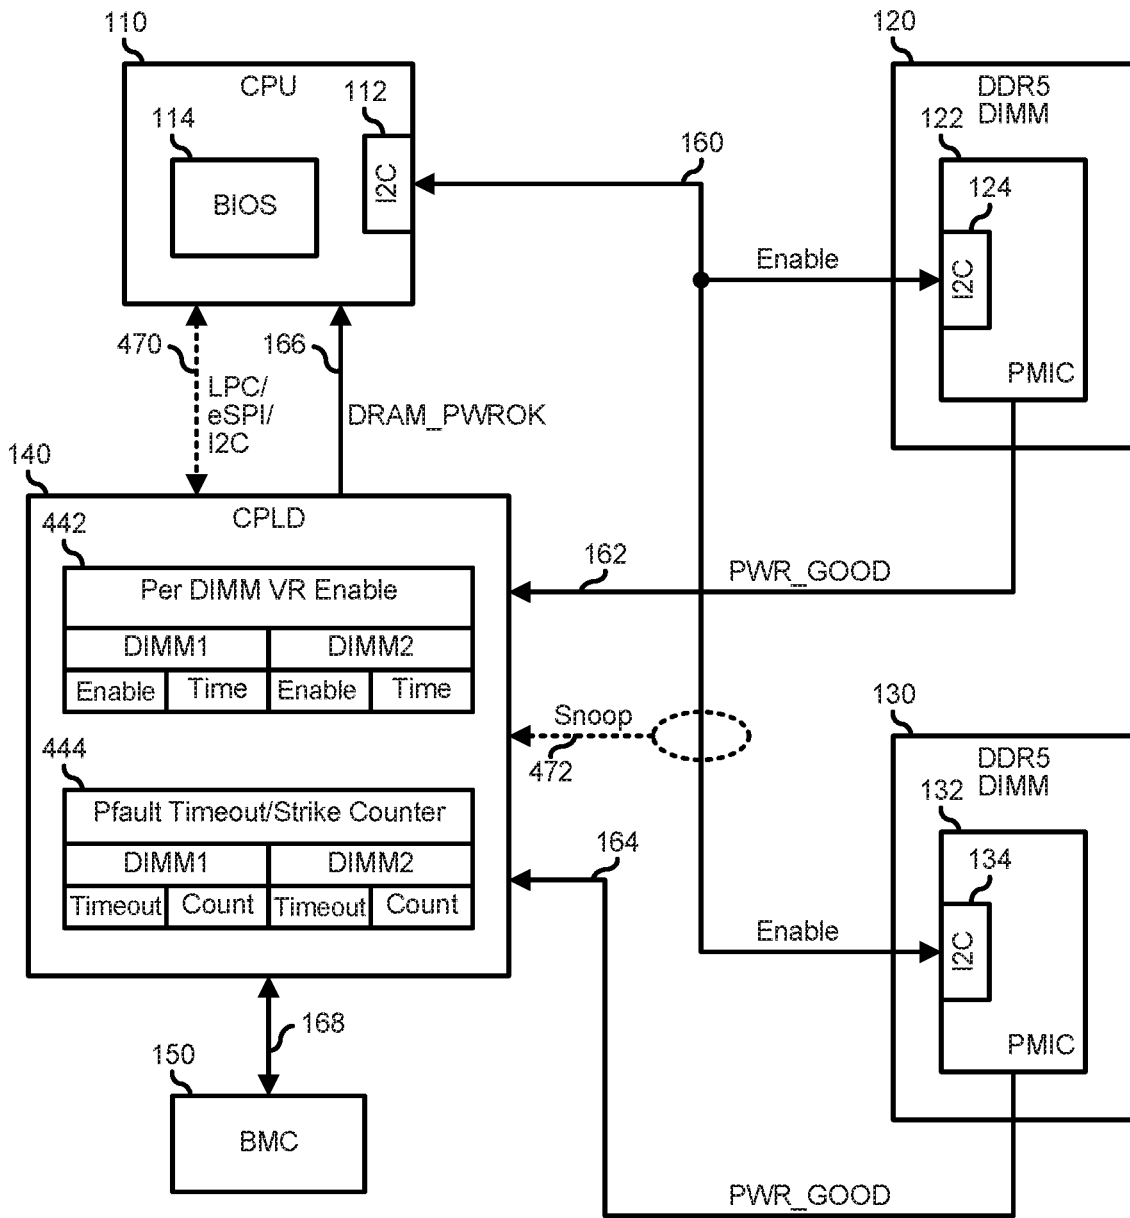 110
CPU
112
114
I2C
BIOS
160
120
DDR5
DIMM
122
124
Enable
I2C
PMIC
470
166
LPC/
eSPI/
I2C
DRAM_PWROK
140
CPLD
442
Per DIMM VR Enable
DIMM1
DIMM2
Enable
Time
Enable
Time
162
PWR_GOOD
Snoop
472
444
Pfault Timeout/Strike Counter
DIMM1
DIMM2
Timeout
Count
Timeout
Count
164
130
DDR5
DIMM
132
134
Enable
I2C
PMIC
168
150
BMC
PWR_GOOD